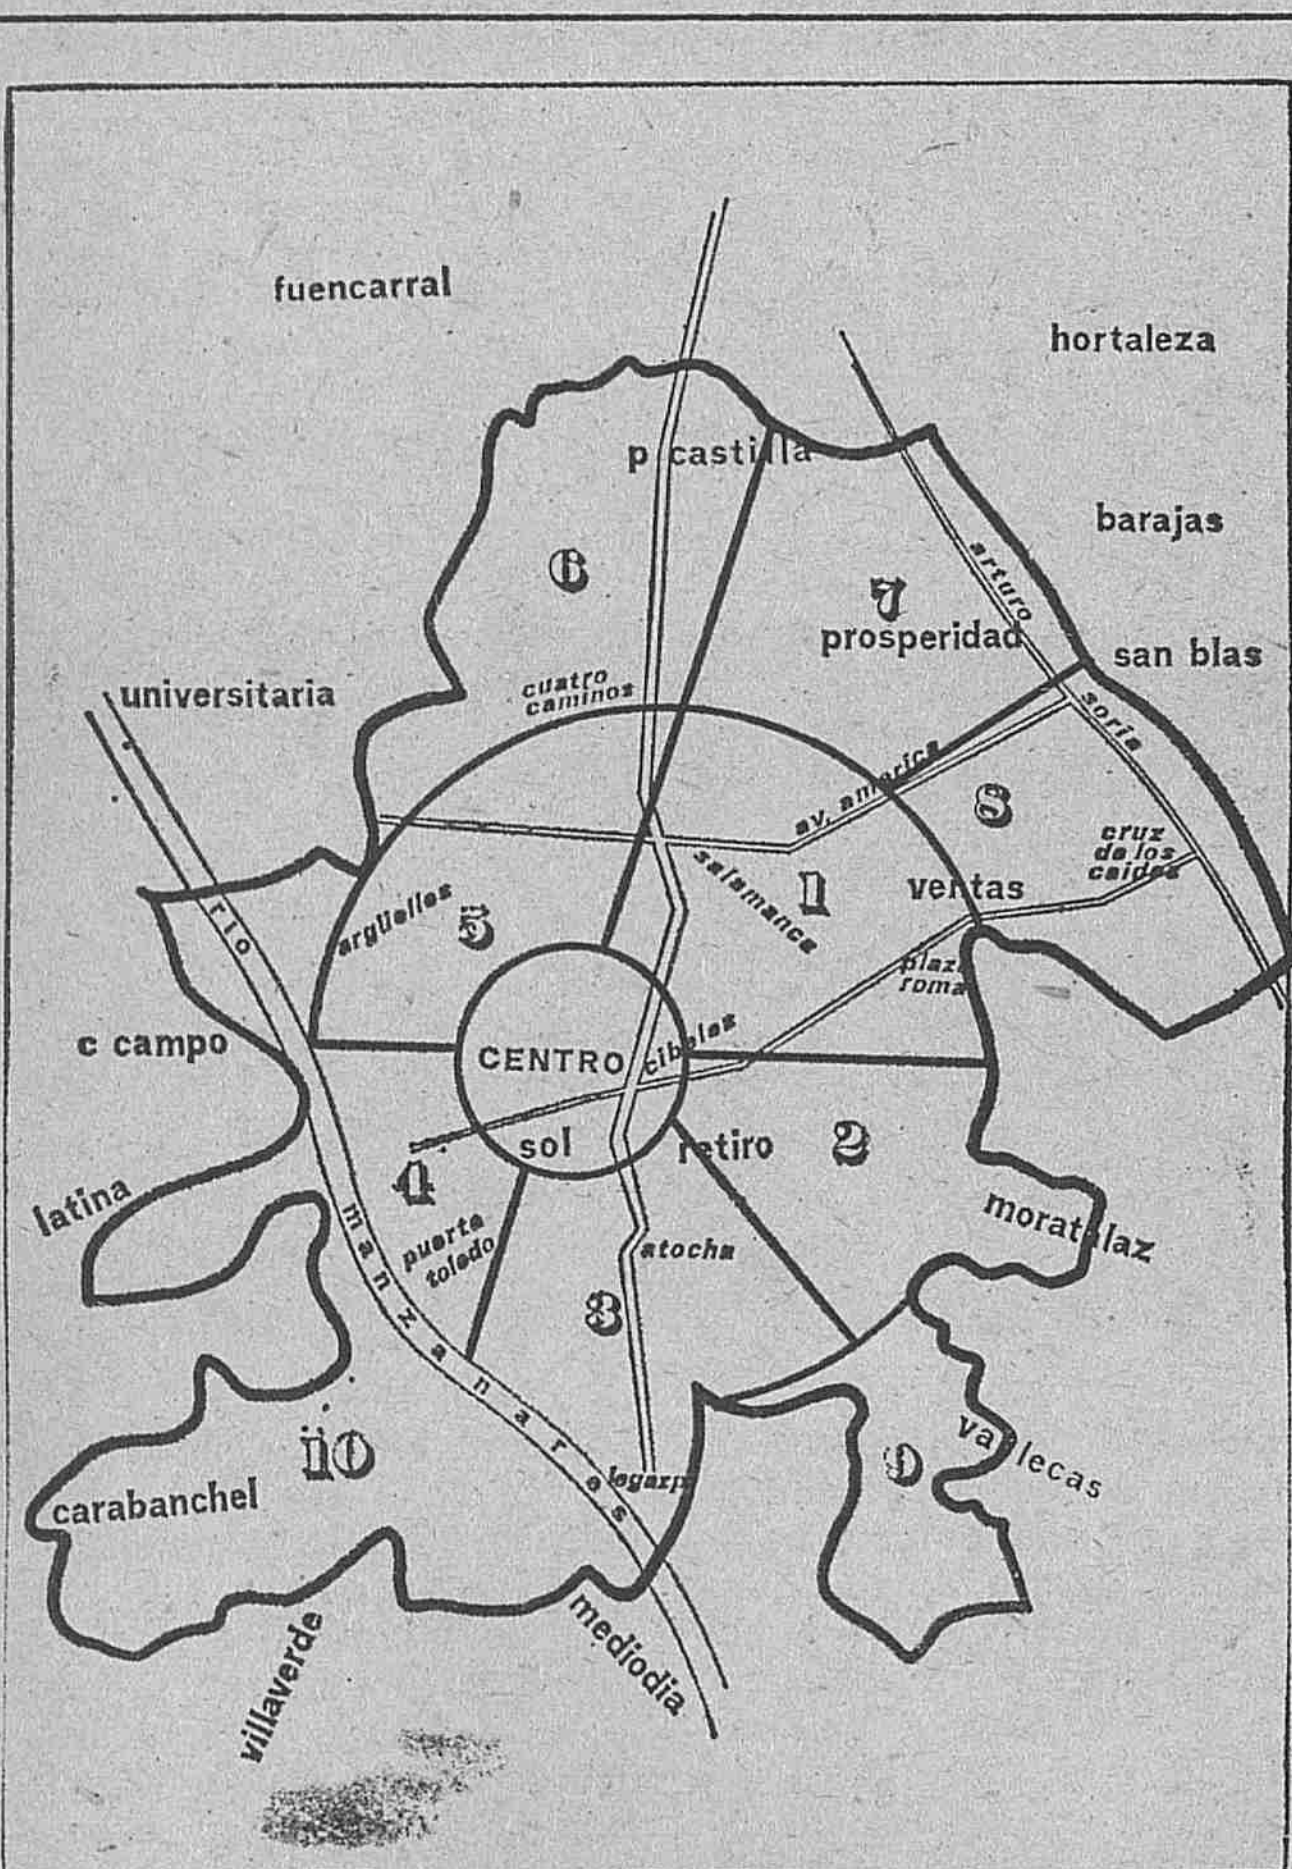 fuencarral
hortaleza
p castilla
barajas
6
arturo
7
prosperidad
san blas
universitaria
cuatro
caminos
soria
av. america
8
cruz
de los
caidos
salamanca
1
ventas
argüelles
5
rio
plaza
roma
c campo
CENTRO
cibeles
sol
retiro
2
4
latina
moratalaz
puerta
toledo
manzanares
atocha
3
vallecas
9
10
legazpi
carabanchel
villaverde
mediodia